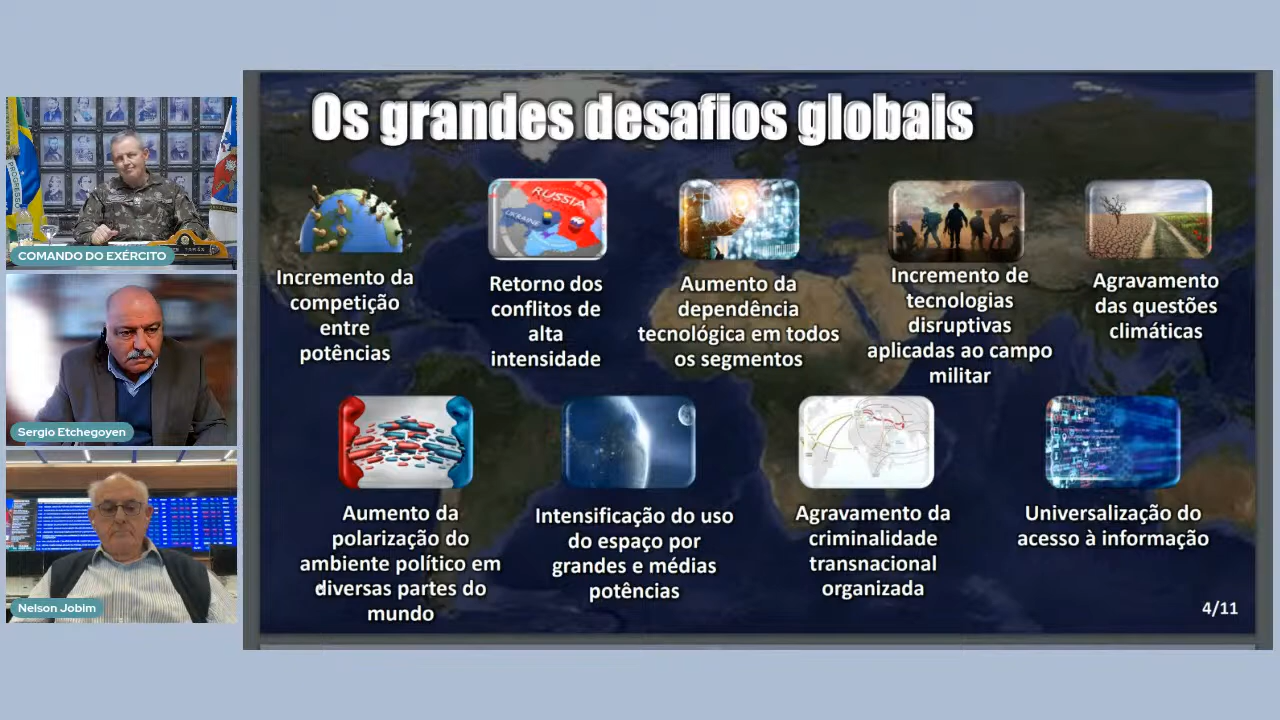 Os grandes desafios globais
RUSSIA
UKRAINE
Incremento da
competição
entre
potências
Retorno dos
conflitos de
alta
intensidade
Aumento da
dependência
tecnológica em todos
os segmentos
Incremento de
tecnologias
disruptivas
aplicadas ao campo
militar
Agravamento
das questões
climáticas
Aumento da
polarização do
ambiente político em
diversas partes do
mundo
Intensificação do uso
do espaço por
grandes e médias
potências
Agravamento da
criminalidade
transnacional
organizada
Universalização do
acesso à informação
4/11
PROGRESSO
COMANDO DO EXÉRCITO
Sergio Etchegoyen
Nelson Jobim